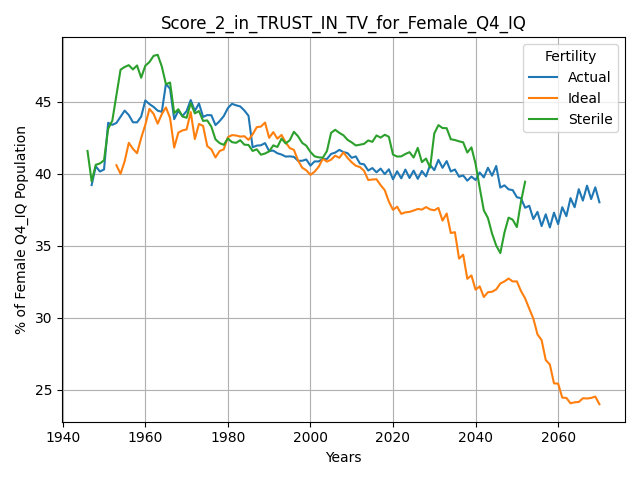 Score_2_in_TRUST_IN_TV_for_Female_Q4_IQ
Fertility
Actual
Ideal
Sterile
% of Female Q4_IQ Population
45
40
35
30
25
1940
1960
1980
2000
2020
2040
2060
Years